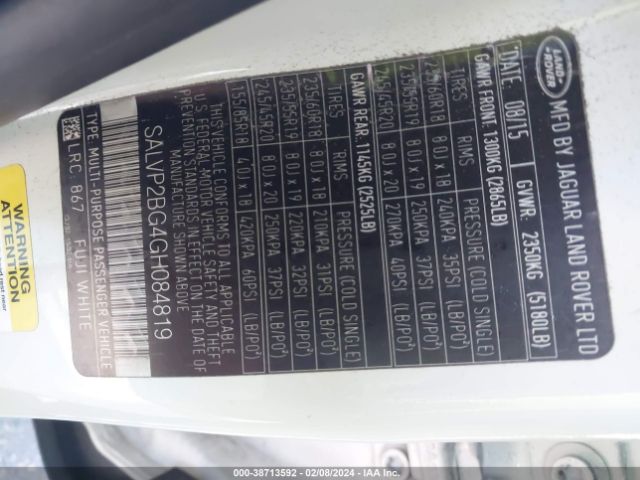 LAND-
ROVER
MFD BY JAGUAR LAND ROVER LTD
DATE: 08/15 GVWR: 2350KG (5180LB)
GAWR FRONT: 1300KG (2865LB)
TIRES RIMS PRESSURE (COLD SINGLE)
235/60R18 8.0J x 18 240KPA 35PSI (LB/PO²)
235/55R19 8.0J x 19 250KPA 37PSI (LB/PO²)
245/45R20 8.0J x 20 270KPA 40PSI (LB/PO²)
GAWR REAR: 1145KG (2525LB)
TIRES RIMS PRESSURE (COLD SINGLE)
235/60R18 8.0J x 18 210KPA 31PSI (LB/PO²)
235/55R19 8.0J x 19 220KPA 32PSI (LB/PO²)
245/45R20 8.0J x 20 250KPA 37PSI (LB/PO²)
155/85R18 4.0J x 18 420KPA 60PSI (LB/PO²)
THIS VEHICLE CONFORMS TO ALL APPLICABLE
U.S. FEDERAL MOTOR VEHICLE SAFETY AND THEFT
PREVENTION STANDARDS IN EFFECT ON THE DATE OF
MANUFACTURE SHOWN ABOVE
SALVP2BG4GH084819
TYPE: MULTI-PURPOSE PASSENGER VEHICLE
LRC: 867 FUJI WHITE
WARNING
ATTENTION
rest near
000-38713592 - 02/08/2024 - IAA Inc.